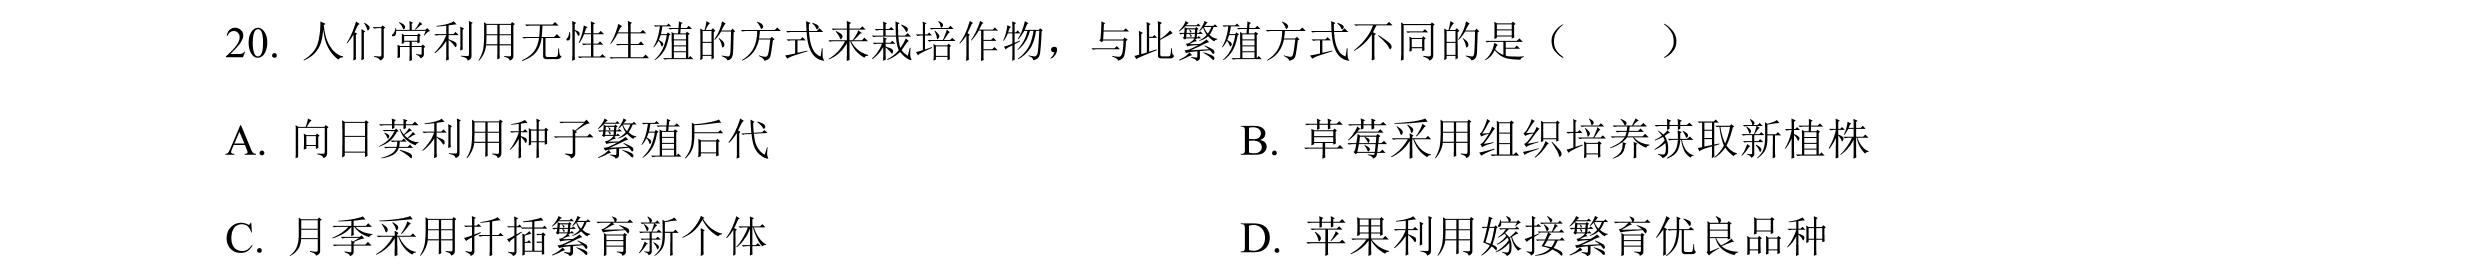 20. 人们常利用无性生殖的方式来栽培作物，与此繁殖方式不同的是（　　）
A. 向日葵利用种子繁殖后代　　B. 草莓采用组织培养获取新植株
C. 月季采用扦插繁育新个体　　D. 苹果利用嫁接繁育优良品种